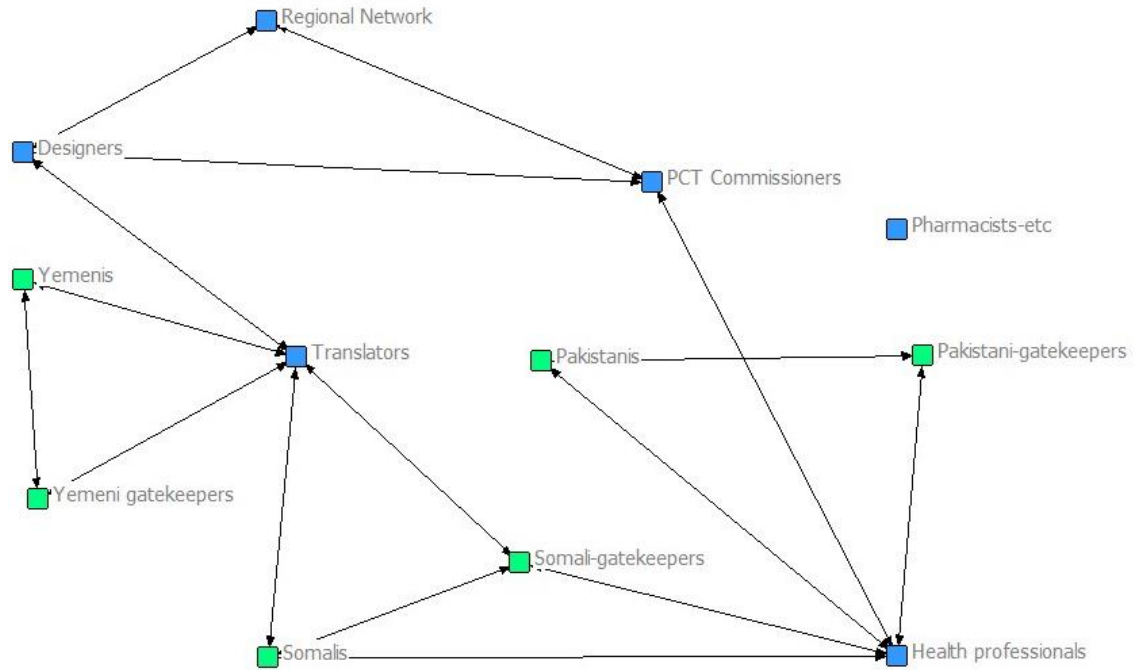 Regional Network
Designers
PCT Commissioners
Pharmacists-etc
Yemenis
Translators
Pakistanis
Pakistani-gatekeepers
Yemeni gatekeepers
Somali-gatekeepers
Somalis
Health professionals